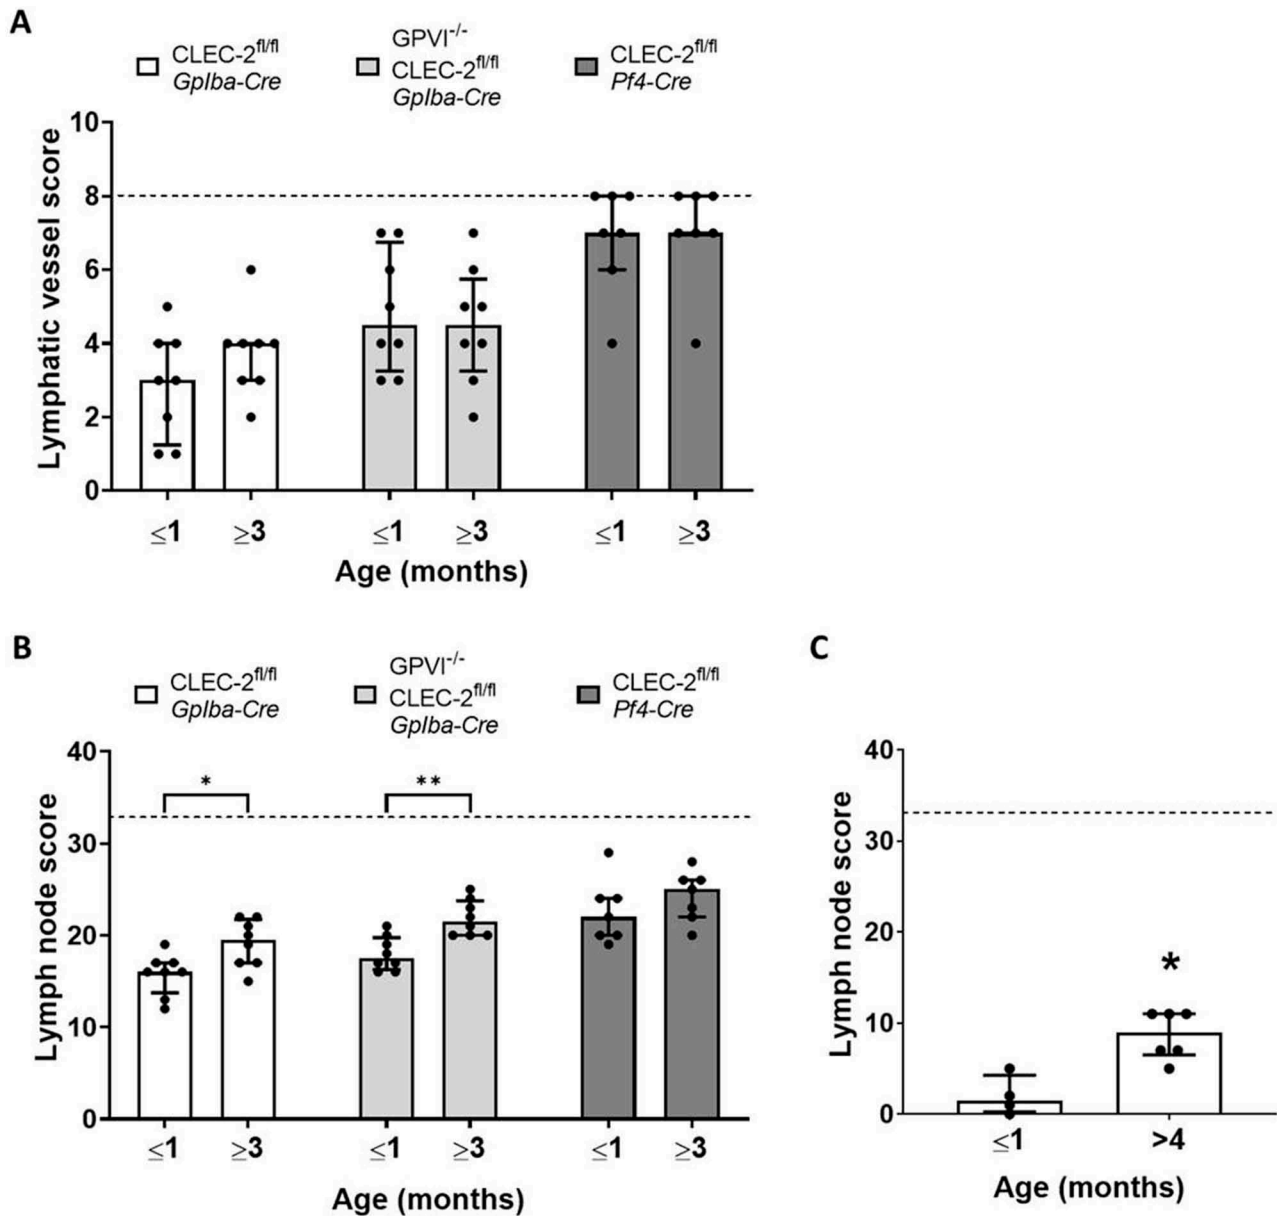 A
CLEC-2fl/fl
GpIba-Cre
GPVI-/-
CLEC-2fl/fl
GpIba-Cre
CLEC-2fl/fl
Pf4-Cre
Lymphatic vessel score
10
8
6
4
2
0
≤1 ≥3 ≤1 ≥3 ≤1 ≥3
Age (months)
B
CLEC-2fl/fl
GpIba-Cre
GPVI-/-
CLEC-2fl/fl
GpIba-Cre
CLEC-2fl/fl
Pf4-Cre
Lymph node score
40
30
20
10
0
* **
≤1 ≥3 ≤1 ≥3 ≤1 ≥3
Age (months)
C
Lymph node score
40
30
20
10
0
*
≤1 >4
Age (months)